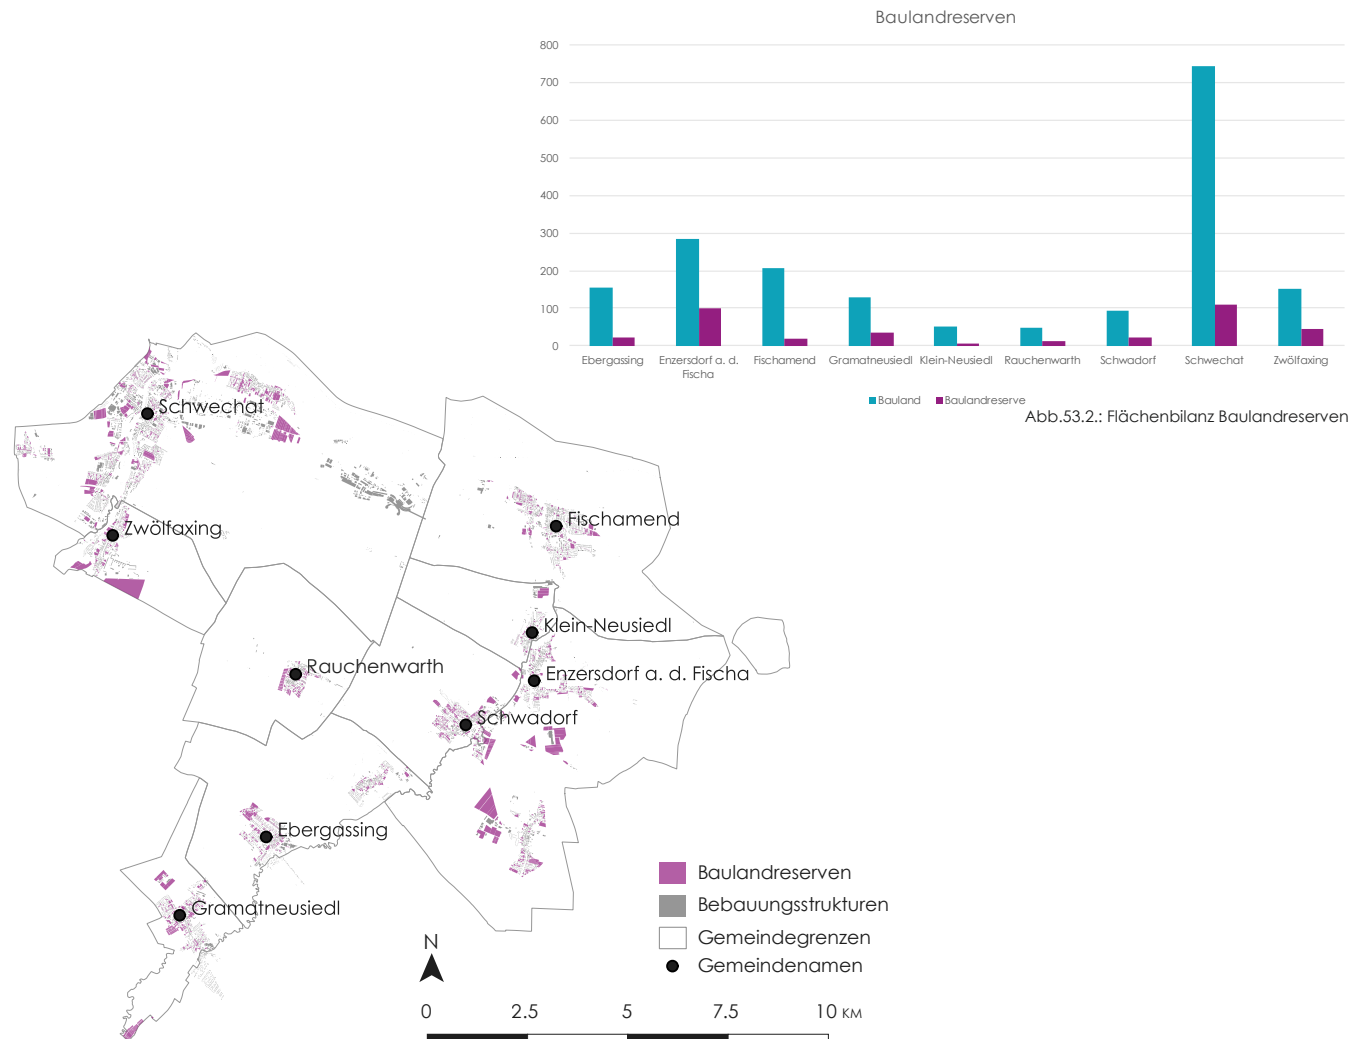 Baulandreserven
800
700
600
500
400
300
200
100
0
Ebergassing
Enzersdorf a. d.
Fischa
Fischamend
Gramatneusiedl
Klein-Neusiedl
Rauchenwarth
Schwadorf
Schwechat
Zwölfaxing
Bauland
Baulandreserve
Abb.53.2.: Flächenbilanz Baulandreserven
Schwechat
Zwölfaxing
Fischamend
Klein-Neusiedl
Rauchenwarth
Enzersdorf a. d. Fischa
Schwadorf
Ebergassing
Gramatneusiedl
Baulandreserven
Bebauungsstrukturen
Gemeindegrenzen
Gemeindenamen
N
0 2.5 5 7.5 10 KM